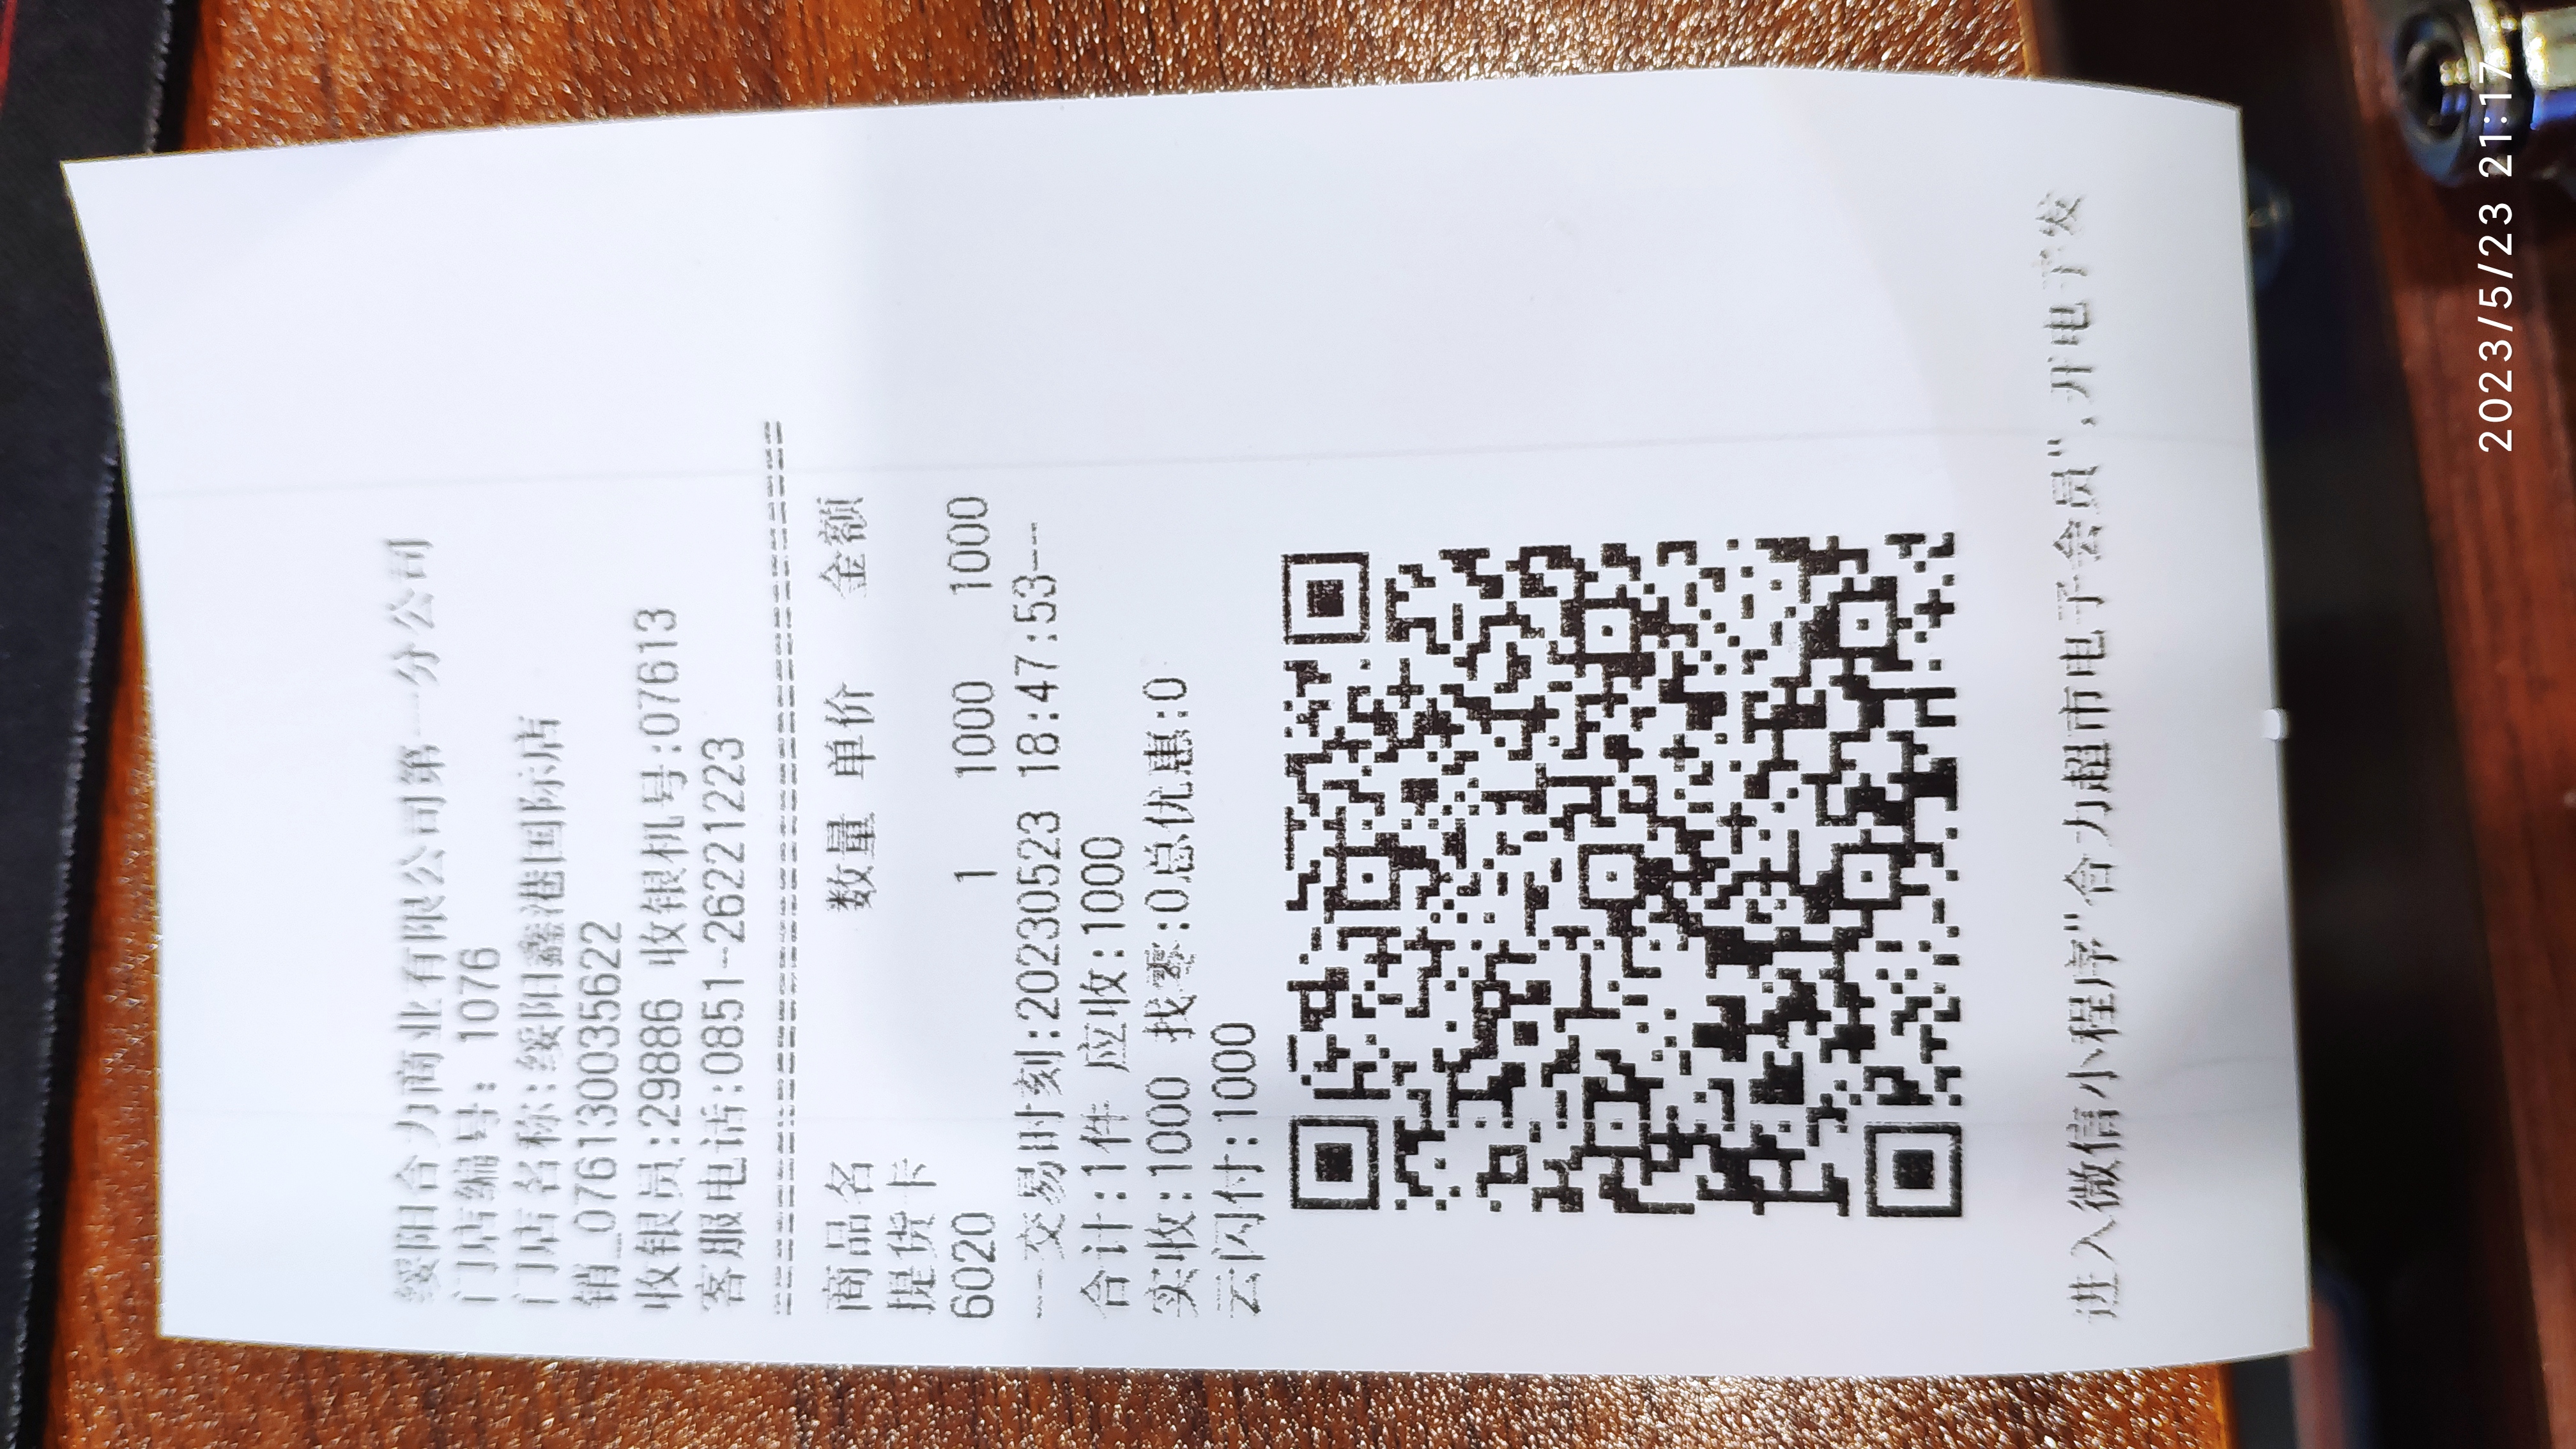 绥阳合力商业有限公司第一分公司
门店编号: 1076
门店名称:绥阳鑫港国际店
销_076130035622
收银员:29886 收银机号:07613
客服电话:0851-26221223
========================================
商品名 数量 单价 金额
提货卡
6020 1 1000 1000
--交易时刻:20230523 18:47:53--
合计:1件 应收:1000
实收:1000 找零:0总优惠:0
云闪付:1000
进入微信小程序"合力超市电子会员",开电子发
2023/5/23 21:17